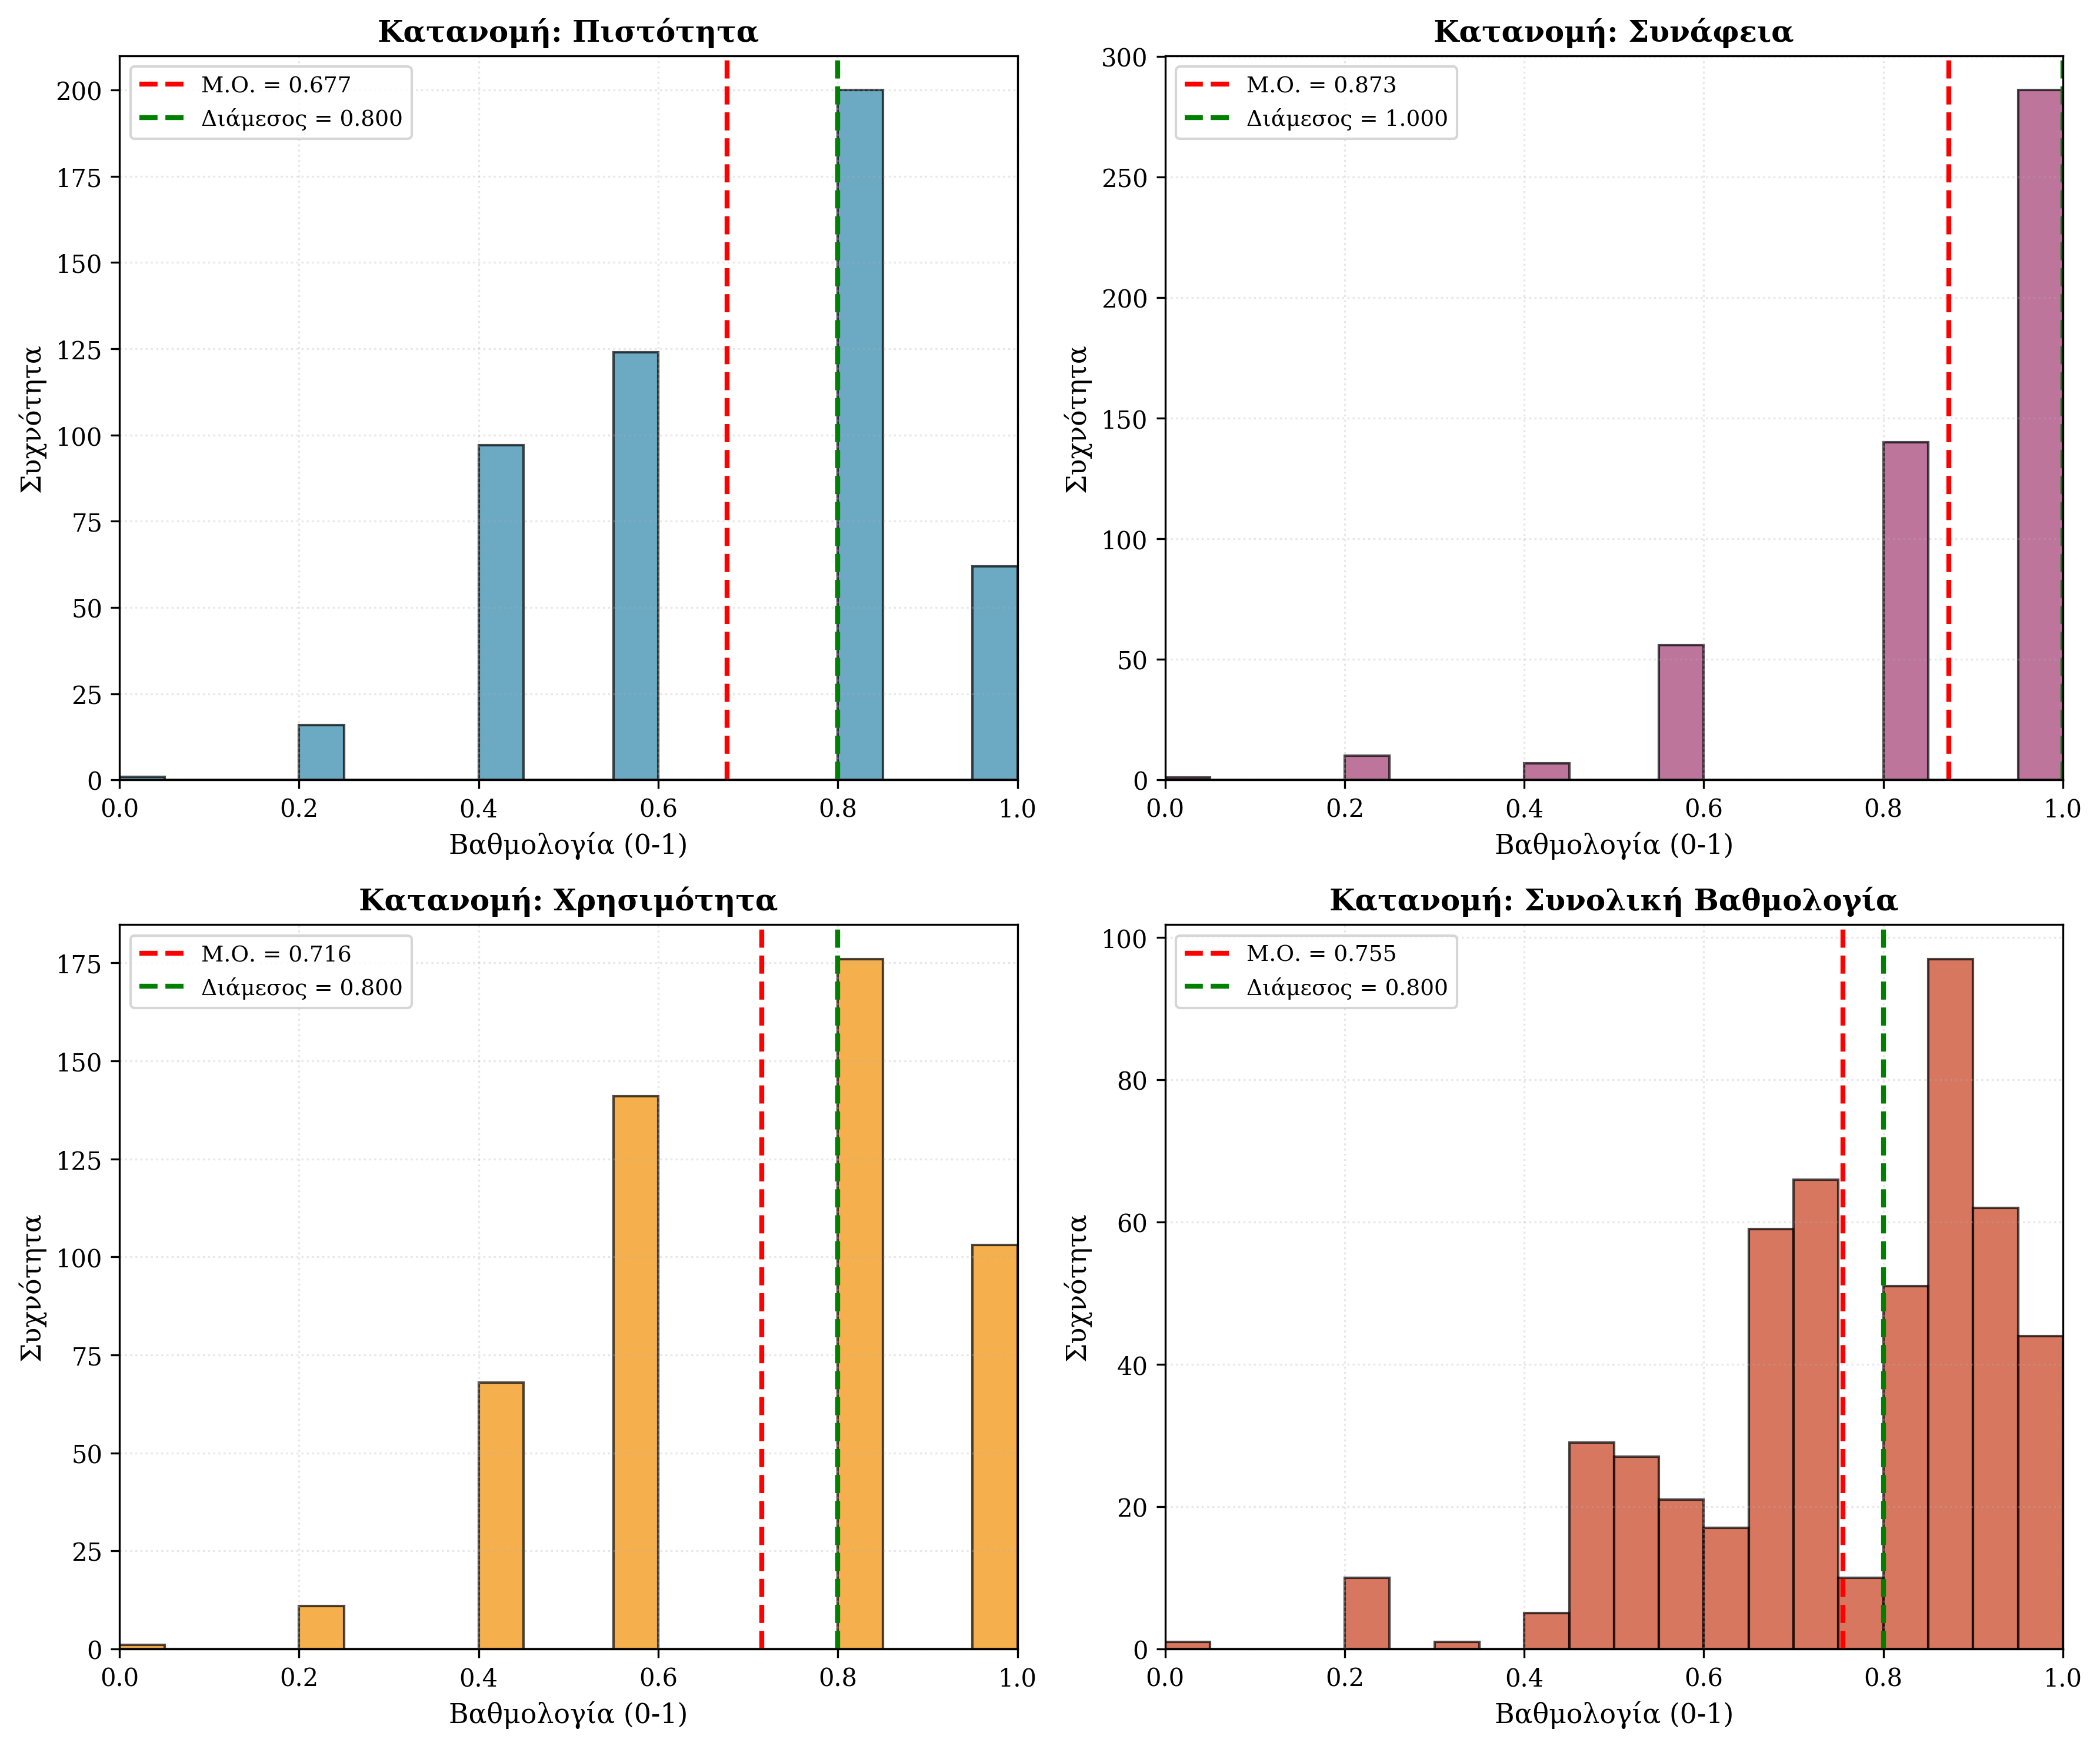 Κατανομή: Πιστότητα
Μ.Ο. = 0.677
Διάμεσος = 0.800
Συχνότητα
200
175
150
125
100
75
50
25
0
0.0 0.2 0.4 0.6 0.8 1.0
Βαθμολογία (0-1)
Κατανομή: Συνάφεια
Μ.Ο. = 0.873
Διάμεσος = 1.000
Συχνότητα
300
250
200
150
100
50
0
0.0 0.2 0.4 0.6 0.8 1.0
Βαθμολογία (0-1)
Κατανομή: Χρησιμότητα
Μ.Ο. = 0.716
Διάμεσος = 0.800
Συχνότητα
175
150
125
100
75
50
25
0
0.0 0.2 0.4 0.6 0.8 1.0
Βαθμολογία (0-1)
Κατανομή: Συνολική Βαθμολογία
Μ.Ο. = 0.755
Διάμεσος = 0.800
Συχνότητα
100
80
60
40
20
0
0.0 0.2 0.4 0.6 0.8 1.0
Βαθμολογία (0-1)